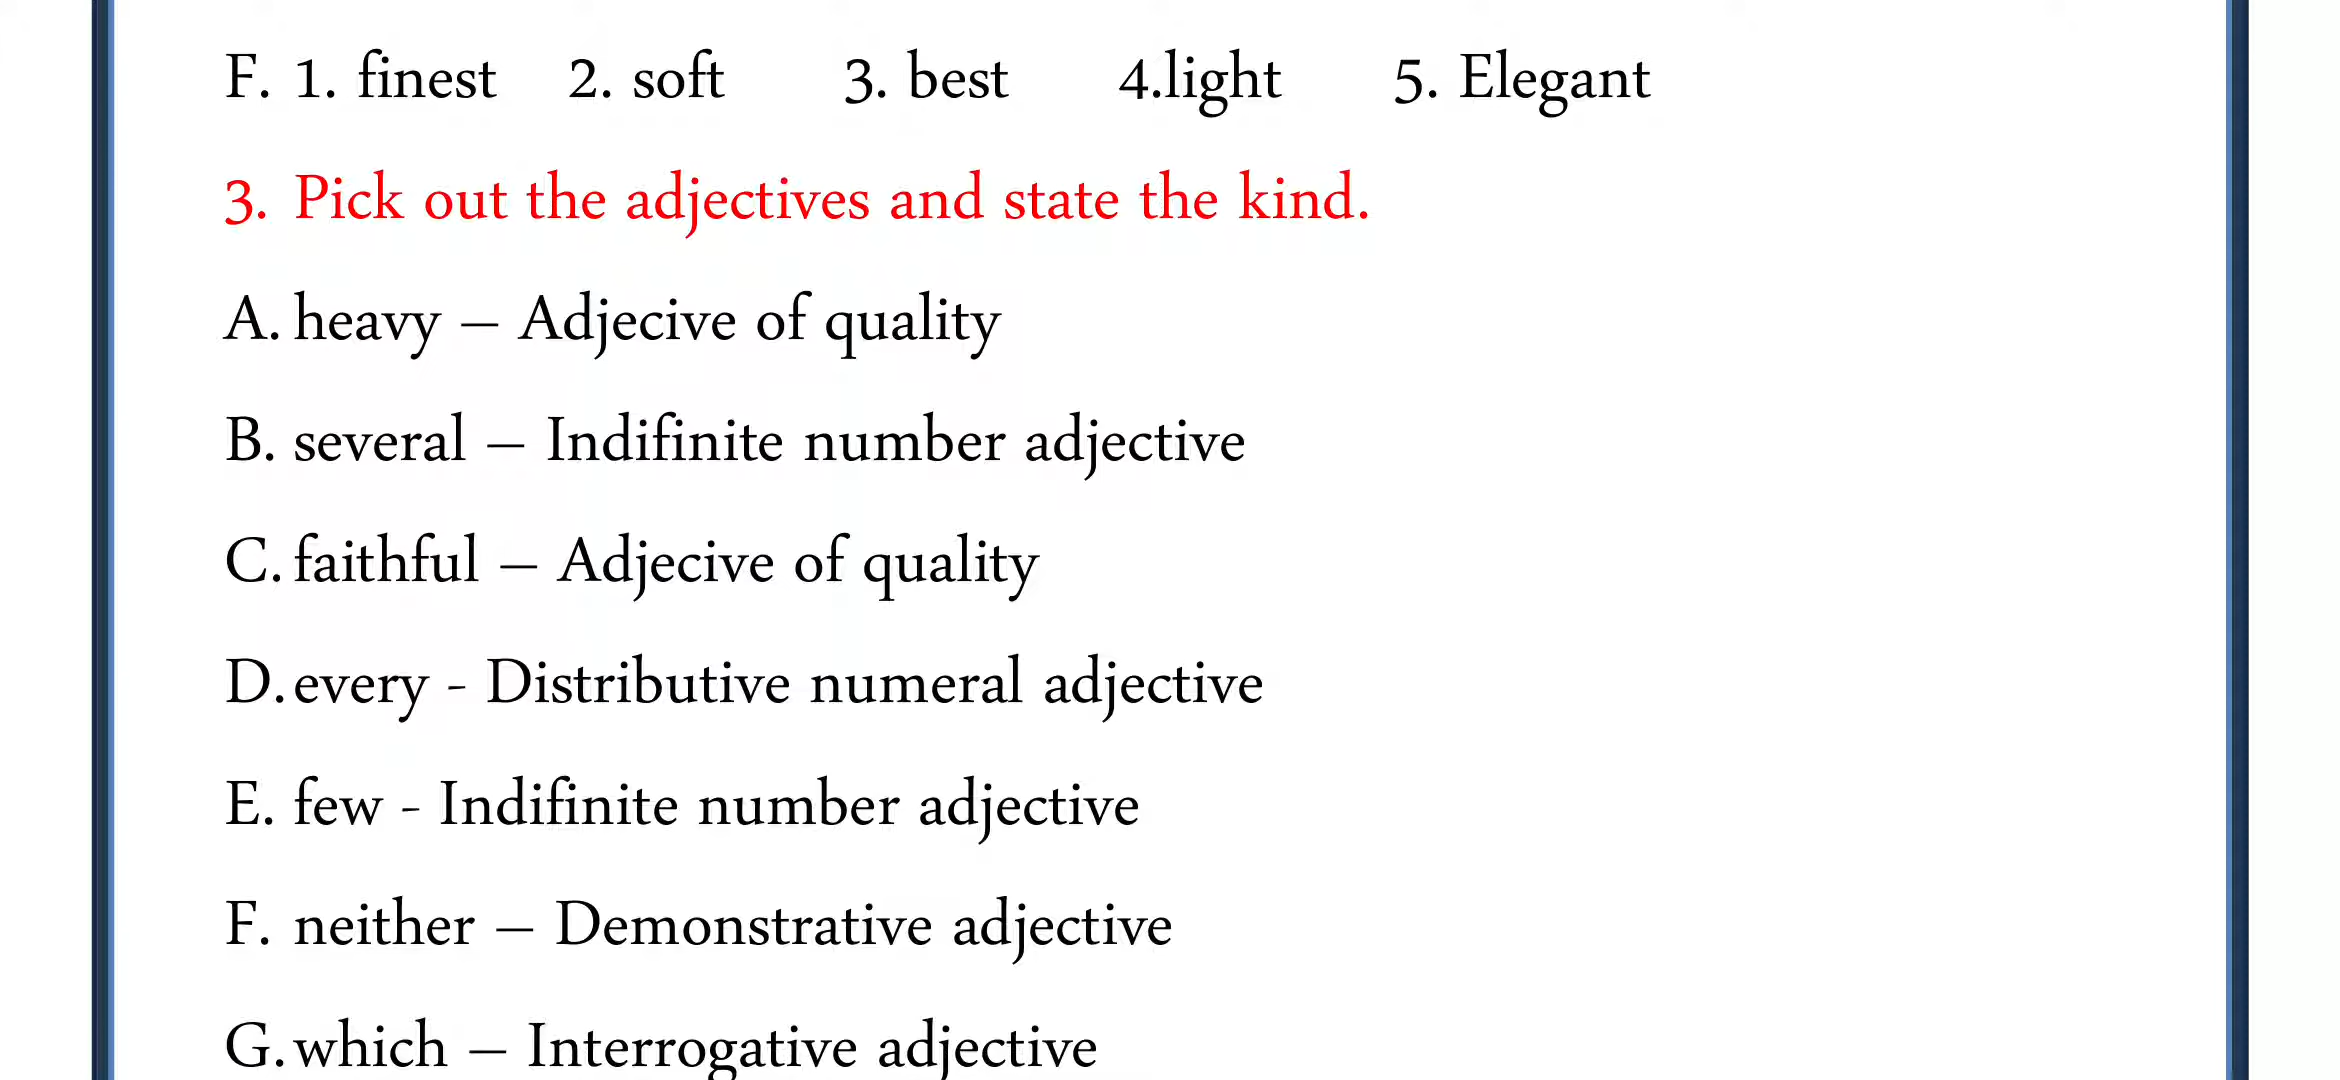 F. 1. finest 2. soft 3. best 4.light 5. Elegant
3. Pick out the adjectives and state the kind.
A. heavy – Adjecive of quality
B. several – Indifinite number adjective
C. faithful – Adjecive of quality
D. every - Distributive numeral adjective
E. few - Indifinite number adjective
F. neither – Demonstrative adjective
G. which – Interrogative adjective